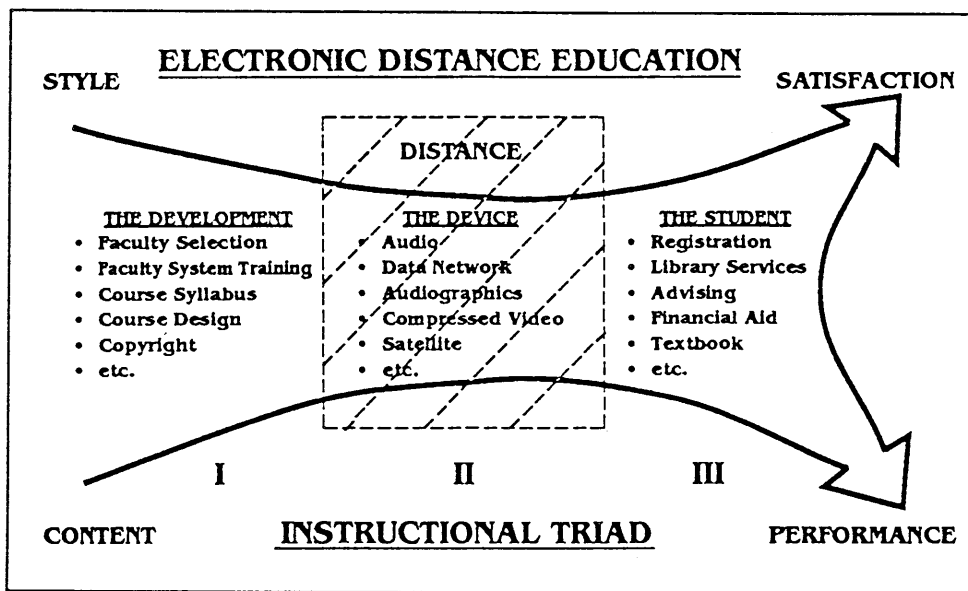 ELECTRONIC DISTANCE EDUCATION
STYLE
SATISFACTION
DISTANCE
THE DEVELOPMENT
• Faculty Selection
• Faculty System Training
• Course Syllabus
• Course Design
• Copyright
• etc.
THE DEVICE
• Audio
• Data Network
• Audiographics
• Compressed Video
• Satellite
• etc.
THE STUDENT
• Registration
• Library Services
• Advising
• Financial Aid
• Textbook
• etc.
I
II
III
CONTENT
INSTRUCTIONAL TRIAD
PERFORMANCE